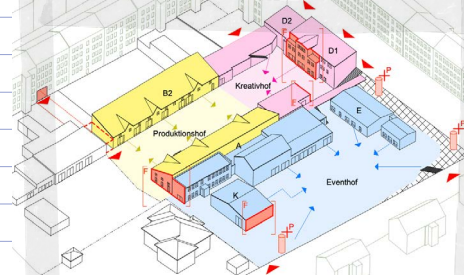 D2
D1
P
B2
Kreativhof
F
E
Produktionshof
A
F
K
F
Eventhof
P